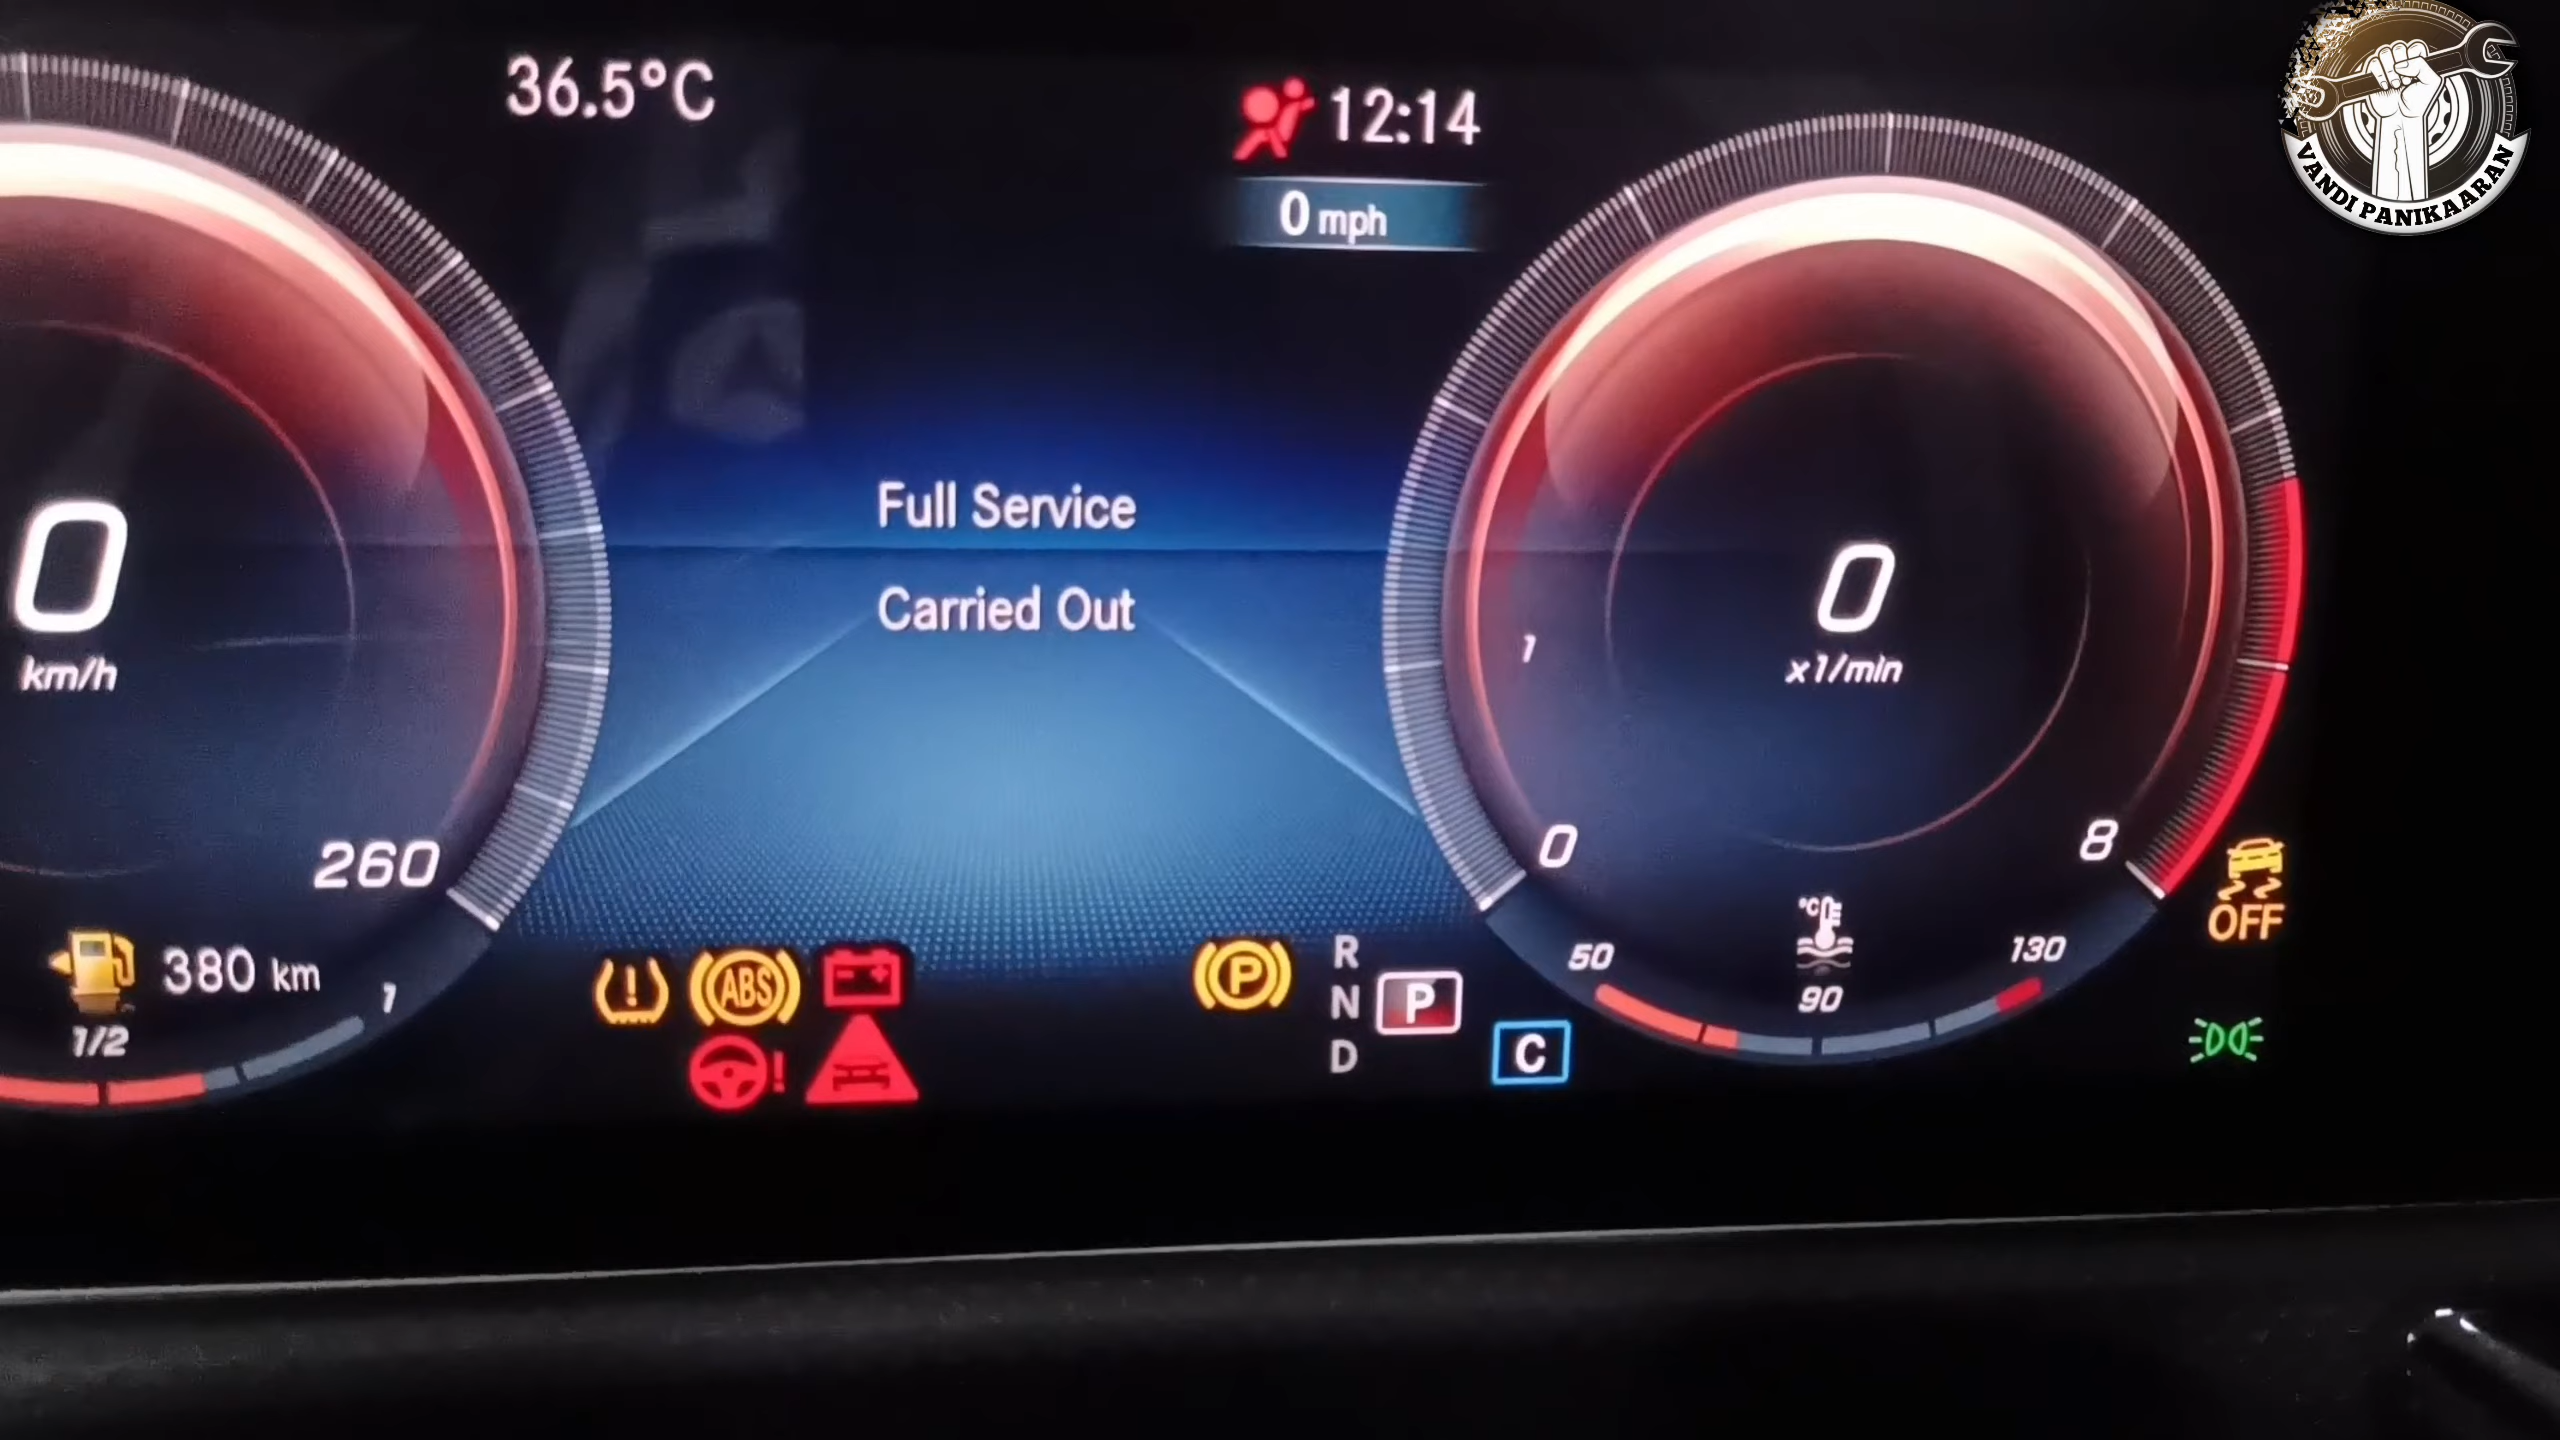 36.5°C
12:14
0 mph
VANDI PANIKAARAN
Full Service
Carried Out
0
km/h
260
380 km
1/2
1
ABS
P
R
N
D
P
C
1
0
x1/min
0
8
50
°C
90
130
OFF